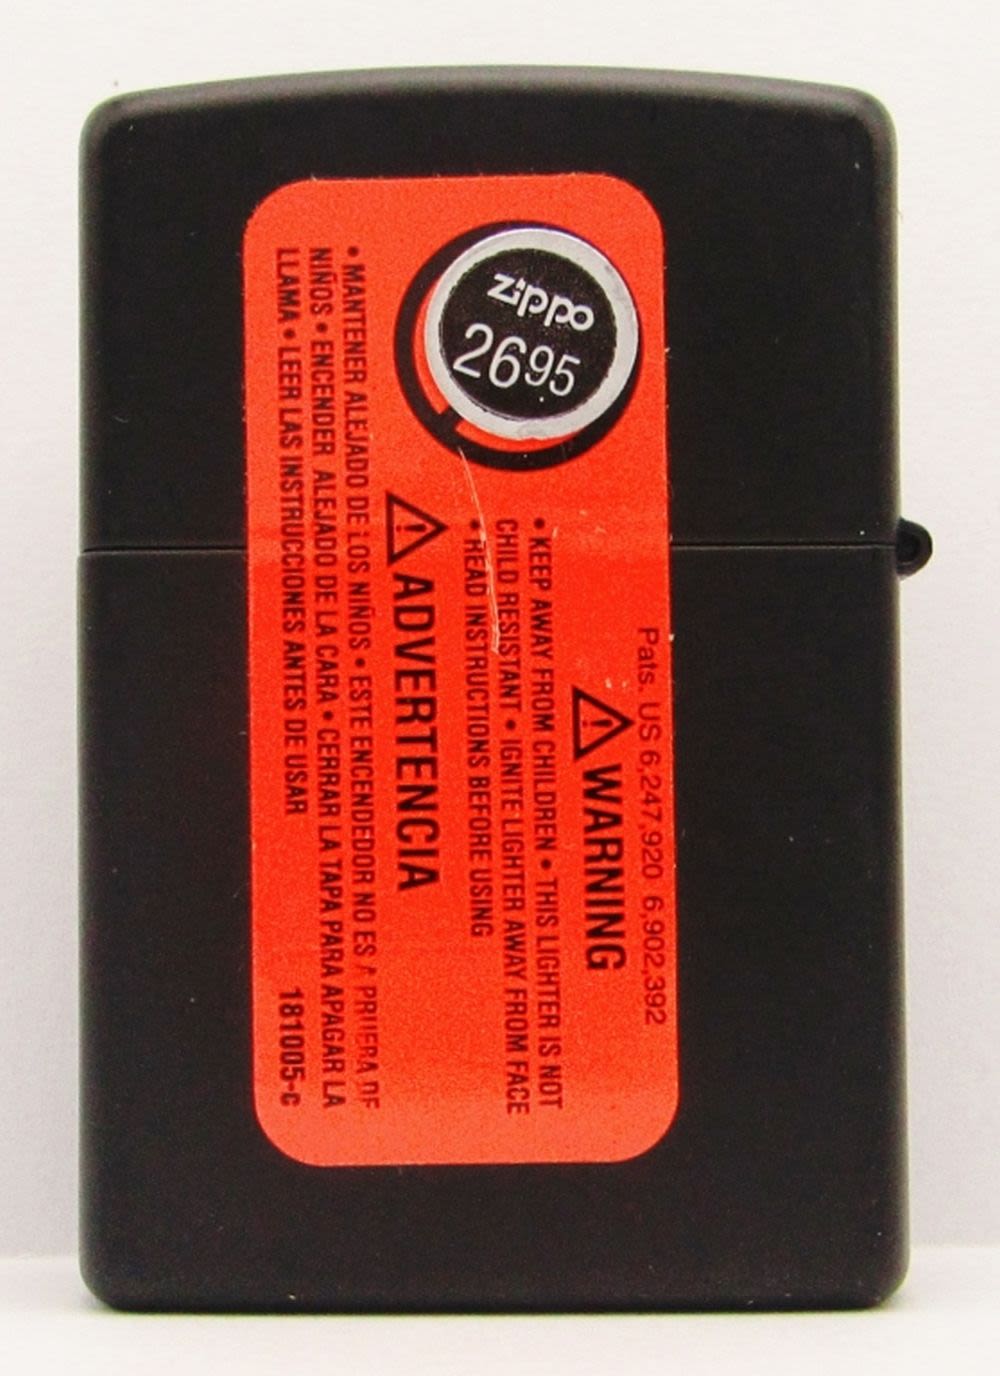 zippo
2695
Pats. US 6,247,920 6,902,392
WARNING
• KEEP AWAY FROM CHILDREN • THIS LIGHTER IS NOT
CHILD RESISTANT • IGNITE LIGHTER AWAY FROM FACE
• READ INSTRUCTIONS BEFORE USING
ADVERTENCIA
• MANTENER ALEJADO DE LOS NIÑOS • ESTE ENCENDEDOR NO ES A PRUEBA DE
NIÑOS • ENCENDER ALEJADO DE LA CARA • CERRAR LA TAPA PARA APAGAR LA
LLAMA • LEER LAS INSTRUCCIONES ANTES DE USAR
181005-c